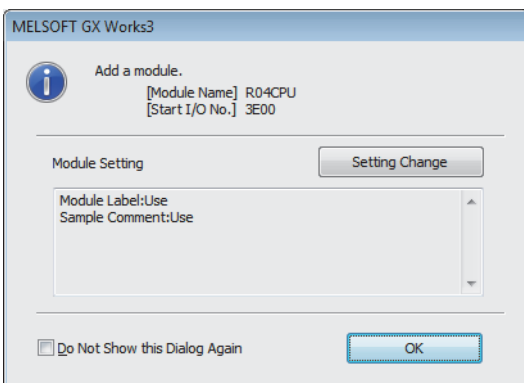 MELSOFT GX Works3
Add a module.
[Module Name] R04CPU
[Start I/O No.] 3E00
Module Setting
Setting Change
Module Label:Use
Sample Comment:Use
Do Not Show this Dialog Again
OK